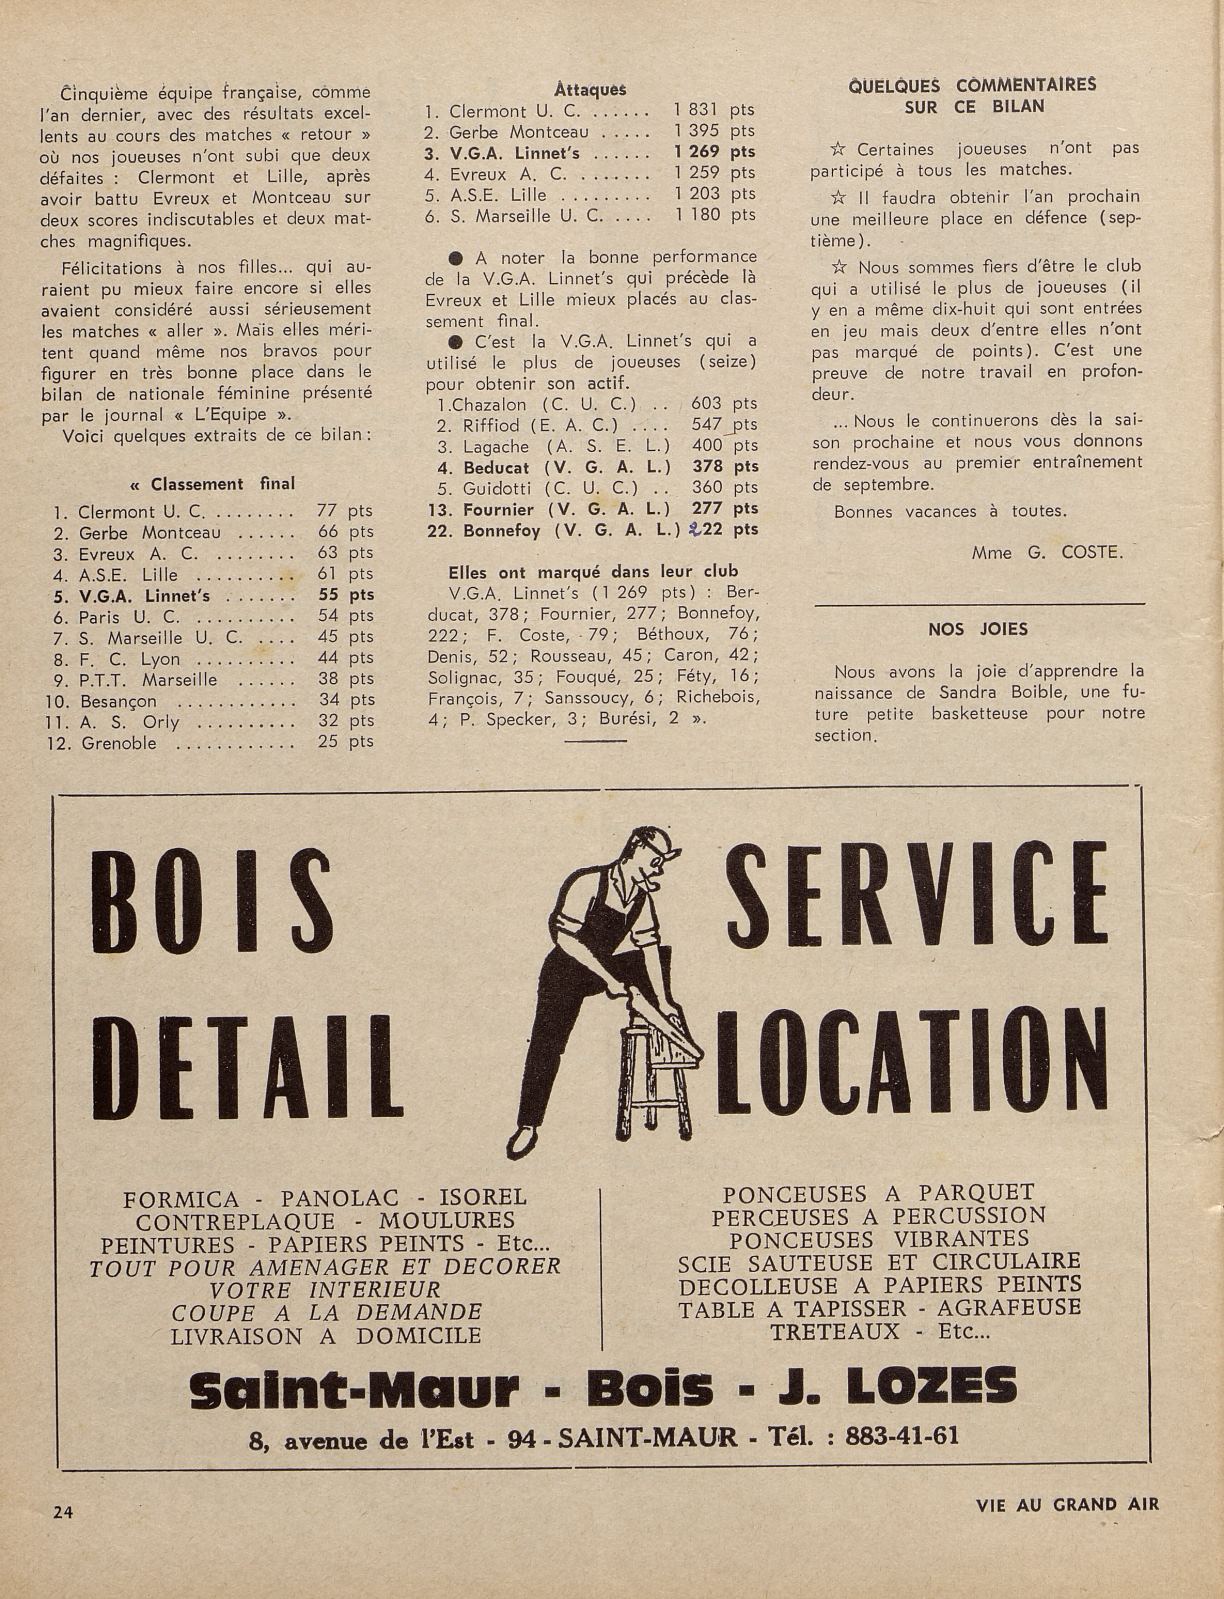 Cinquième équipe française, comme
l'an dernier, avec des résultats excel-
lents au cours des matches « retour »
où nos joueuses n'ont subi que deux
défaites : Clermont et Lille, après
avoir battu Evreux et Montceau sur
deux scores indiscutables et deux mat-
ches magnifiques.
Félicitations à nos filles... qui au-
raient pu mieux faire encore si elles
avaient considéré aussi sérieusement
les matches « aller ». Mais elles méri-
tent quand même nos bravos pour
figurer en très bonne place dans le
bilan de nationale féminine présenté
par le journal « L'Equipe ».
Voici quelques extraits de ce bilan :
« Classement final
1. Clermont U. C. ........ 77 pts
2. Gerbe Montceau ...... 66 pts
3. Evreux A. C. ........ 63 pts
4. A.S.E. Lille .......... 61 pts
5. V.G.A. Linnet's ....... 55 pts
6. Paris U. C. .......... 54 pts
7. S. Marseille U. C. .... 45 pts
8. F. C. Lyon .......... 44 pts
9. P.T.T. Marseille ...... 38 pts
10. Besançon ............ 34 pts
11. A. S. Orly .......... 32 pts
12. Grenoble ............ 25 pts
Attaques
1. Clermont U. C. ...... 1 831 pts
2. Gerbe Montceau ..... 1 395 pts
3. V.G.A. Linnet's ...... 1 269 pts
4. Evreux A. C. ....... 1 259 pts
5. A.S.E. Lille ......... 1 203 pts
6. S. Marseille U. C. .... 1 180 pts
● A noter la bonne performance
de la V.G.A. Linnet's qui précède là
Evreux et Lille mieux placés au clas-
sement final.
● C'est la V.G.A. Linnet's qui a
utilisé le plus de joueuses (seize)
pour obtenir son actif.
1.Chazalon (C. U. C.) .. 603 pts
2. Riffiod (E. A. C.) .... 547 pts
3. Lagache (A. S. E. L.) 400 pts
4. Beducat (V. G. A. L.) 378 pts
5. Guidotti (C. U. C.) .. 360 pts
13. Fournier (V. G. A. L.) 277 pts
22. Bonnefoy (V. G. A. L.) 222 pts
Elles ont marqué dans leur club
V.G.A. Linnet's (1 269 pts) : Ber-
ducat, 378 ; Fournier, 277 ; Bonnefoy,
222 ; F. Coste, 79 ; Béthoux, 76 ;
Denis, 52 ; Rousseau, 45 ; Caron, 42 ;
Solignac, 35 ; Fouqué, 25 ; Féty, 16 ;
François, 7 ; Sanssoucy, 6 ; Richebois,
4 ; P. Specker, 3 ; Burési, 2 ».
QUELQUES COMMENTAIRES
SUR CE BILAN
☆ Certaines joueuses n'ont pas
participé à tous les matches.
☆ Il faudra obtenir l'an prochain
une meilleure place en défence (sep-
tième).
☆ Nous sommes fiers d'être le club
qui a utilisé le plus de joueuses (il
y en a même dix-huit qui sont entrées
en jeu mais deux d'entre elles n'ont
pas marqué de points). C'est une
preuve de notre travail en profon-
deur.
... Nous le continuerons dès la sai-
son prochaine et nous vous donnons
rendez-vous au premier entraînement
de septembre.
Bonnes vacances à toutes.
Mme G. COSTE.
NOS JOIES
Nous avons la joie d'apprendre la
naissance de Sandra Boible, une fu-
ture petite basketteuse pour notre
section.
BOIS
DETAIL
SERVICE
LOCATION
FORMICA - PANOLAC - ISOREL
CONTREPLAQUE - MOULURES
PEINTURES - PAPIERS PEINTS - Etc...
TOUT POUR AMENAGER ET DECORER
VOTRE INTERIEUR
COUPE A LA DEMANDE
LIVRAISON A DOMICILE
PONCEUSES A PARQUET
PERCEUSES A PERCUSSION
PONCEUSES VIBRANTES
SCIE SAUTEUSE ET CIRCULAIRE
DECOLLEUSE A PAPIERS PEINTS
TABLE A TAPISSER - AGRAFEUSE
TRETEAUX - Etc...
Saint-Maur - Bois - J. LOZES
8, avenue de l'Est - 94 - SAINT-MAUR - Tél. : 883-41-61
24
VIE AU GRAND AIR